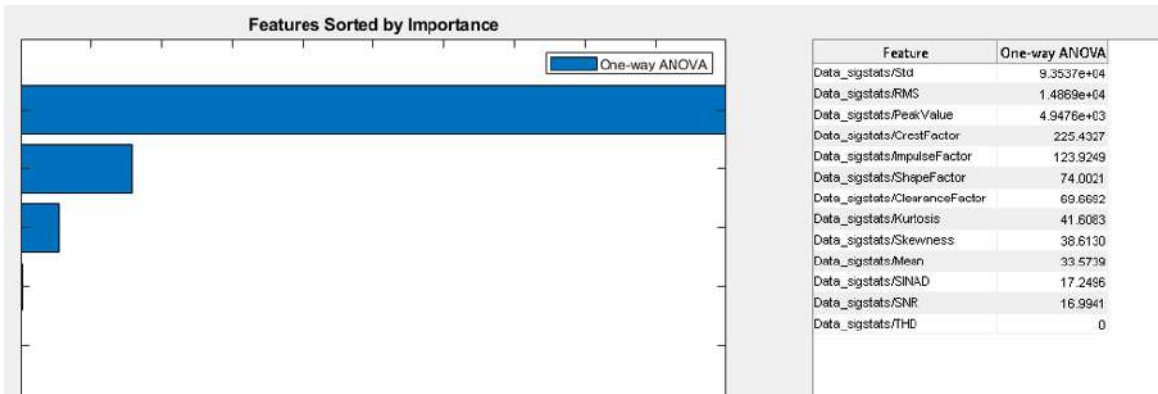 Features Sorted by Importance
One-way ANOVA
Feature One-way ANOVA
Data_sigstats/Std 9.3537e+04
Data_sigstats/RMS 1.4869e+04
Data_sigstats/PeakValue 4.9476e+03
Data_sigstats/CrestFactor 225.4327
Data_sigstats/ImpulseFactor 123.9249
Data_sigstats/ShapeFactor 74.0021
Data_sigstats/ClearanceFactor 69.6692
Data_sigstats/Kurtosis 41.6083
Data_sigstats/Skewness 38.6130
Data_sigstats/Mean 33.5739
Data_sigstats/SINAD 17.2496
Data_sigstats/SNR 16.9941
Data_sigstats/THD 0